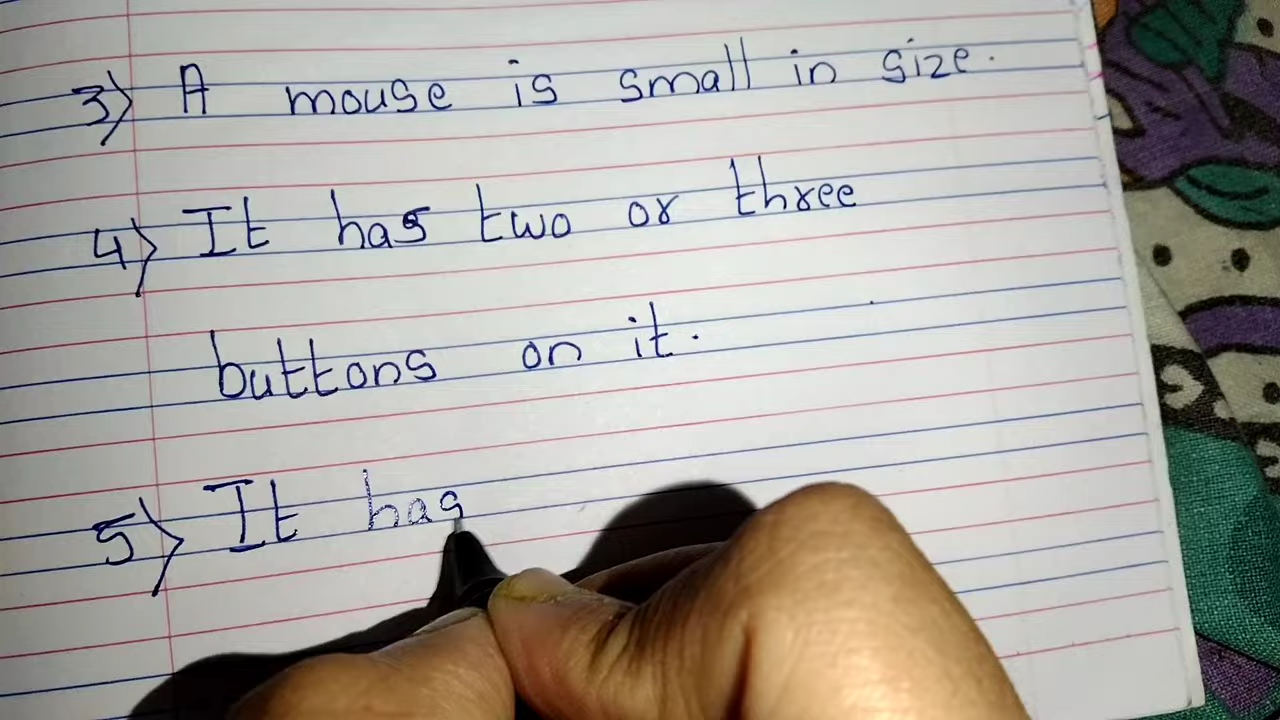 3) A mouse is small in size.
4) It has two or three
buttons on it.
5) It has